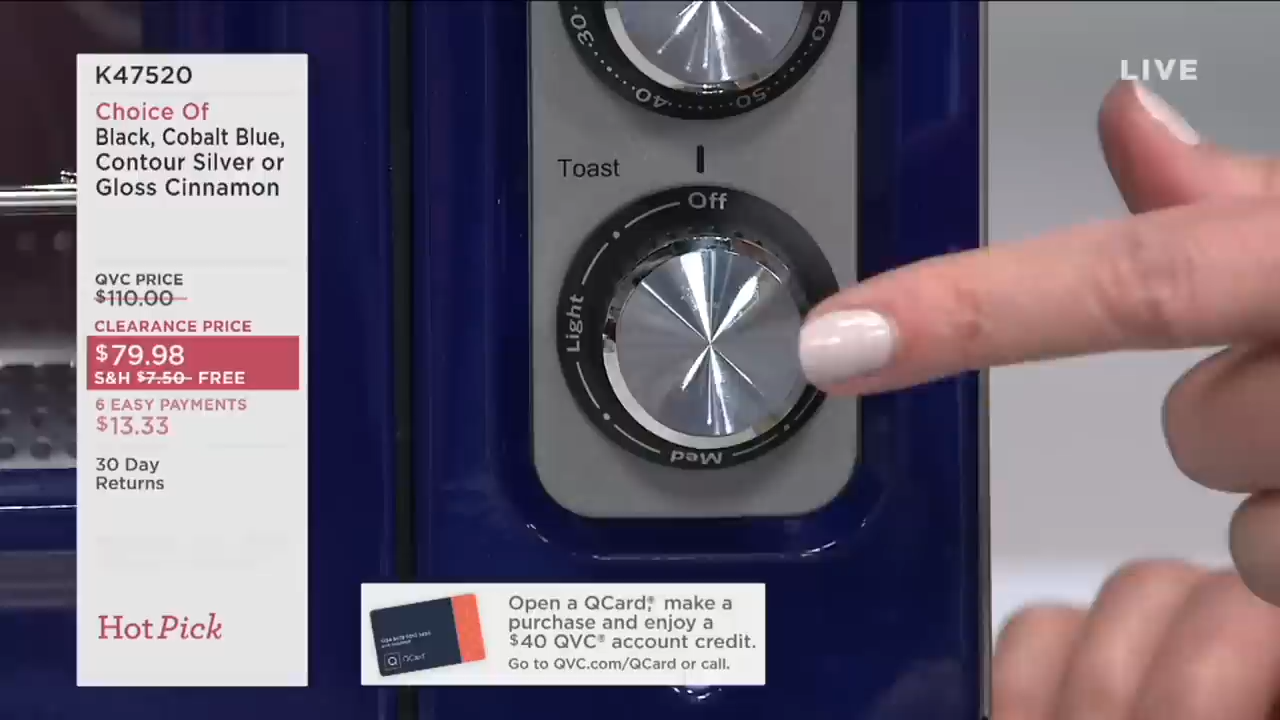 K47520
Choice Of
Black, Cobalt Blue,
Contour Silver or
Gloss Cinnamon
QVC PRICE
$110.00
CLEARANCE PRICE
$79.98
S&H $7.50 FREE
6 EASY PAYMENTS
$13.33
30 Day
Returns
Hot Pick
30
40
50
60
Toast
Off
Light
Med
LIVE
Q QCard
Open a QCard,® make a
purchase and enjoy a
$40 QVC® account credit.
Go to QVC.com/QCard or call.